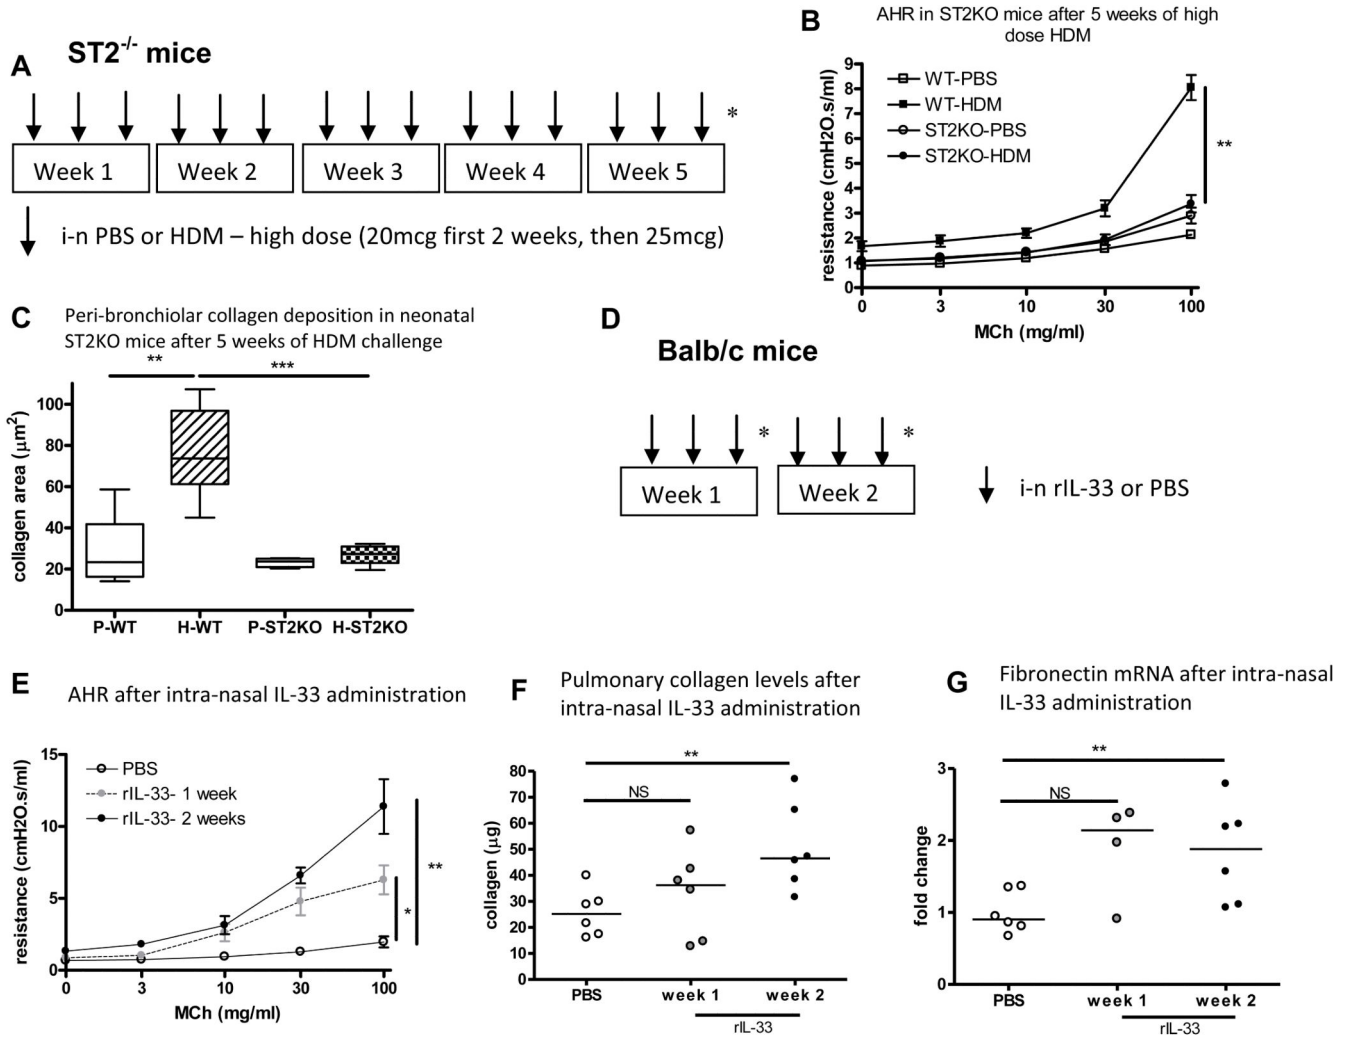 A
ST2-/- mice
*
Week 1
Week 2
Week 3
Week 4
Week 5
i-n PBS or HDM – high dose (20mcg first 2 weeks, then 25mcg)
B
AHR in ST2KO mice after 5 weeks of high
dose HDM
resistance (cmH2O.s/ml)
9
8
7
6
5
4
3
2
1
0
WT-PBS
WT-HDM
ST2KO-PBS
ST2KO-HDM
**
0
3
10
30
100
MCh (mg/ml)
C
Peri-bronchiolar collagen deposition in neonatal
ST2KO mice after 5 weeks of HDM challenge
**
***
collagen area (µm2)
100
80
60
40
20
0
P-WT
H-WT
P-ST2KO
H-ST2KO
D
Balb/c mice
*
*
Week 1
Week 2
i-n rIL-33 or PBS
E
AHR after intra-nasal IL-33 administration
resistance (cmH2O.s/ml)
15
10
5
0
PBS
rIL-33- 1 week
rIL-33- 2 weeks
**
*
0
3
10
30
100
MCh (mg/ml)
F
Pulmonary collagen levels after
intra-nasal IL-33 administration
**
NS
collagen (µg)
80
70
60
50
40
30
20
10
0
PBS
week 1
week 2
rIL-33
G
Fibronectin mRNA after intra-nasal
IL-33 administration
**
NS
fold change
3
2
1
0
PBS
week 1
week 2
rIL-33